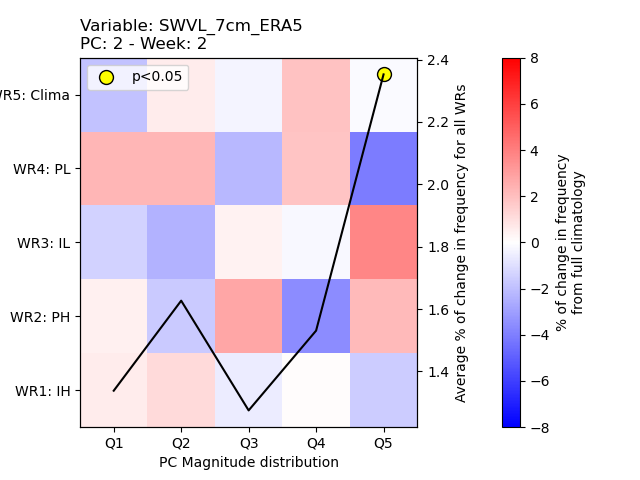 Variable: SWVL_7cm_ERA5
PC: 2 - Week: 2
p<0.05
WR5: Clima
WR4: PL
WR3: IL
WR2: PH
WR1: IH
Q1 Q2 Q3 Q4 Q5
PC Magnitude distribution
2.4
2.2
2.0
1.8
1.6
1.4
Average % of change in frequency for all WRs
8
6
4
2
0
−2
−4
−6
−8
% of change in frequency
from full climatology